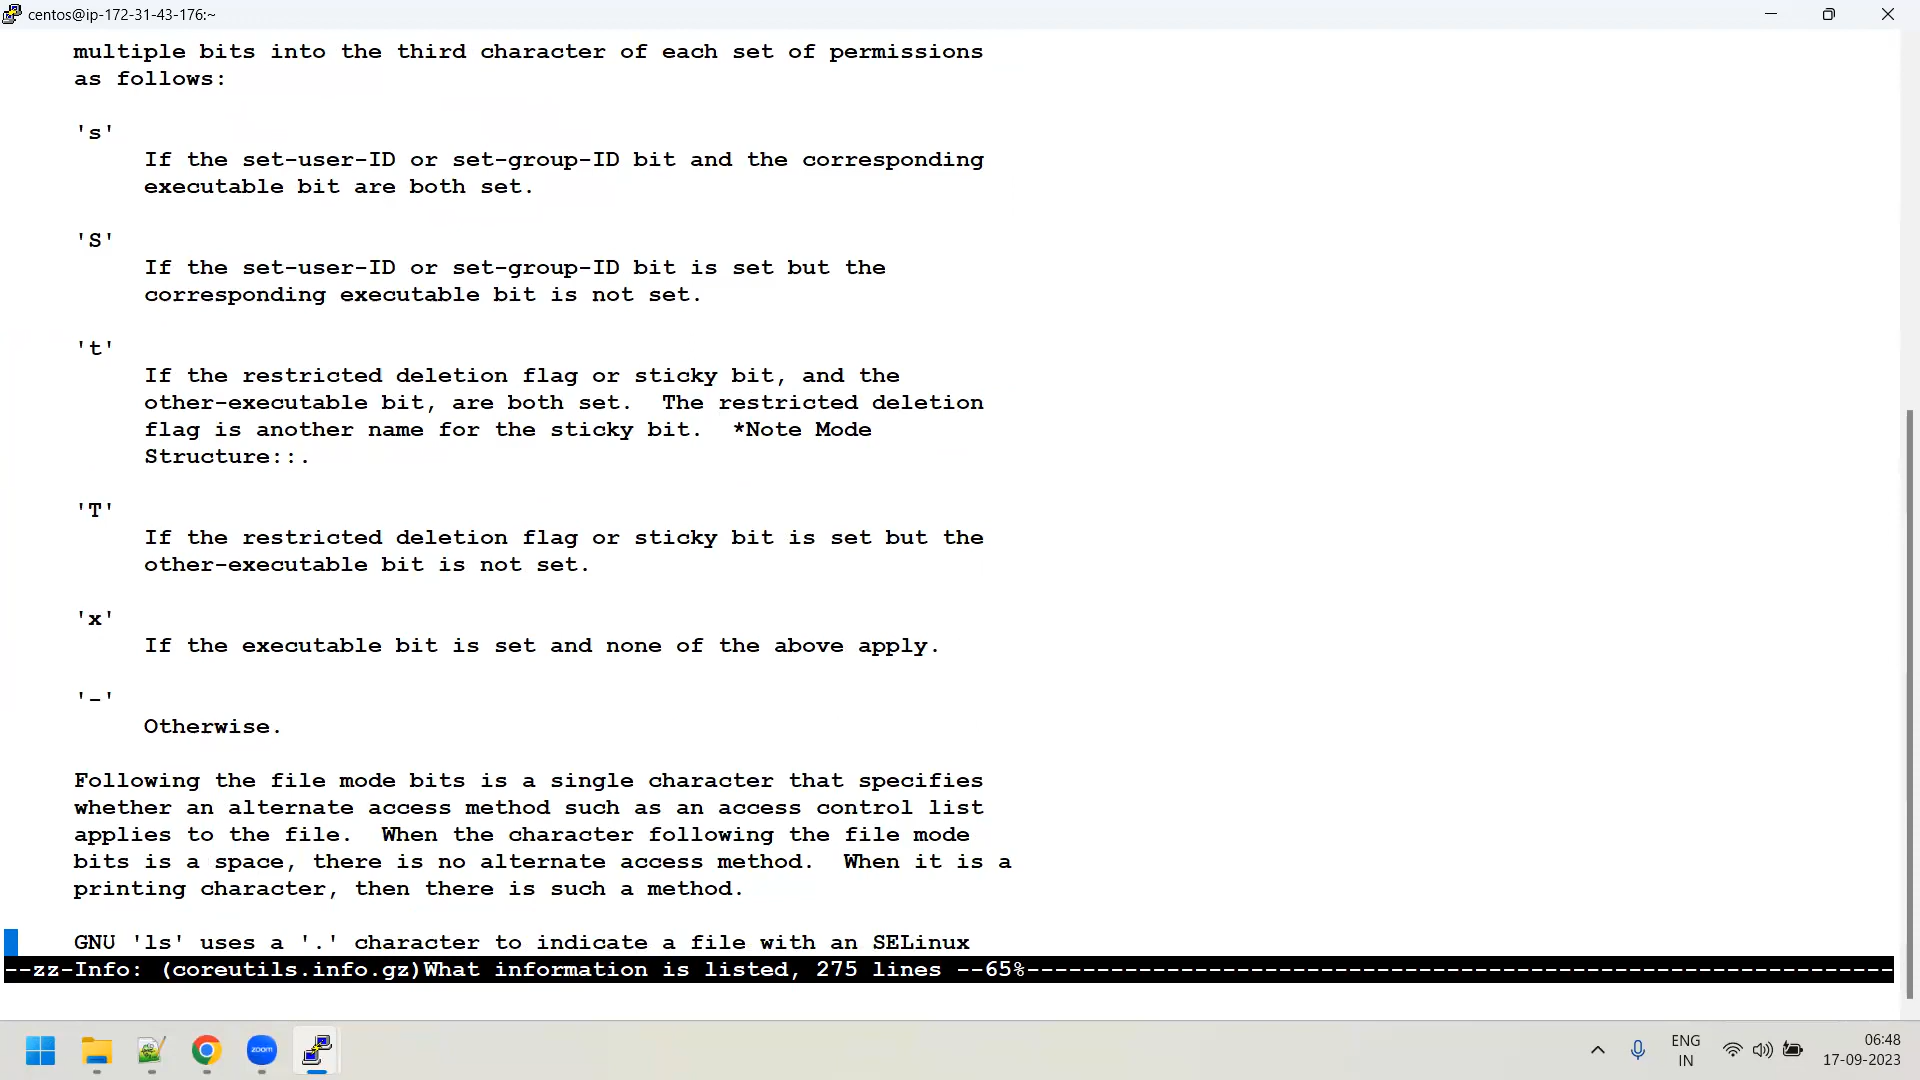 centos@ip-172-31-43-176:~
multiple bits into the third character of each set of permissions
as follows:
's'
If the set-user-ID or set-group-ID bit and the corresponding
executable bit are both set.
'S'
If the set-user-ID or set-group-ID bit is set but the
corresponding executable bit is not set.
't'
If the restricted deletion flag or sticky bit, and the
other-executable bit, are both set.  The restricted deletion
flag is another name for the sticky bit.  *Note Mode
Structure::.
'T'
If the restricted deletion flag or sticky bit is set but the
other-executable bit is not set.
'x'
If the executable bit is set and none of the above apply.
'-'
Otherwise.
Following the file mode bits is a single character that specifies
whether an alternate access method such as an access control list
applies to the file.  When the character following the file mode
bits is a space, there is no alternate access method.  When it is a
printing character, then there is such a method.
GNU 'ls' uses a '.' character to indicate a file with an SELinux
--zz-Info: (coreutils.info.gz)What information is listed, 275 lines --65%--------------------------------------------------------------
zoom
ENG
IN
06:48
17-09-2023